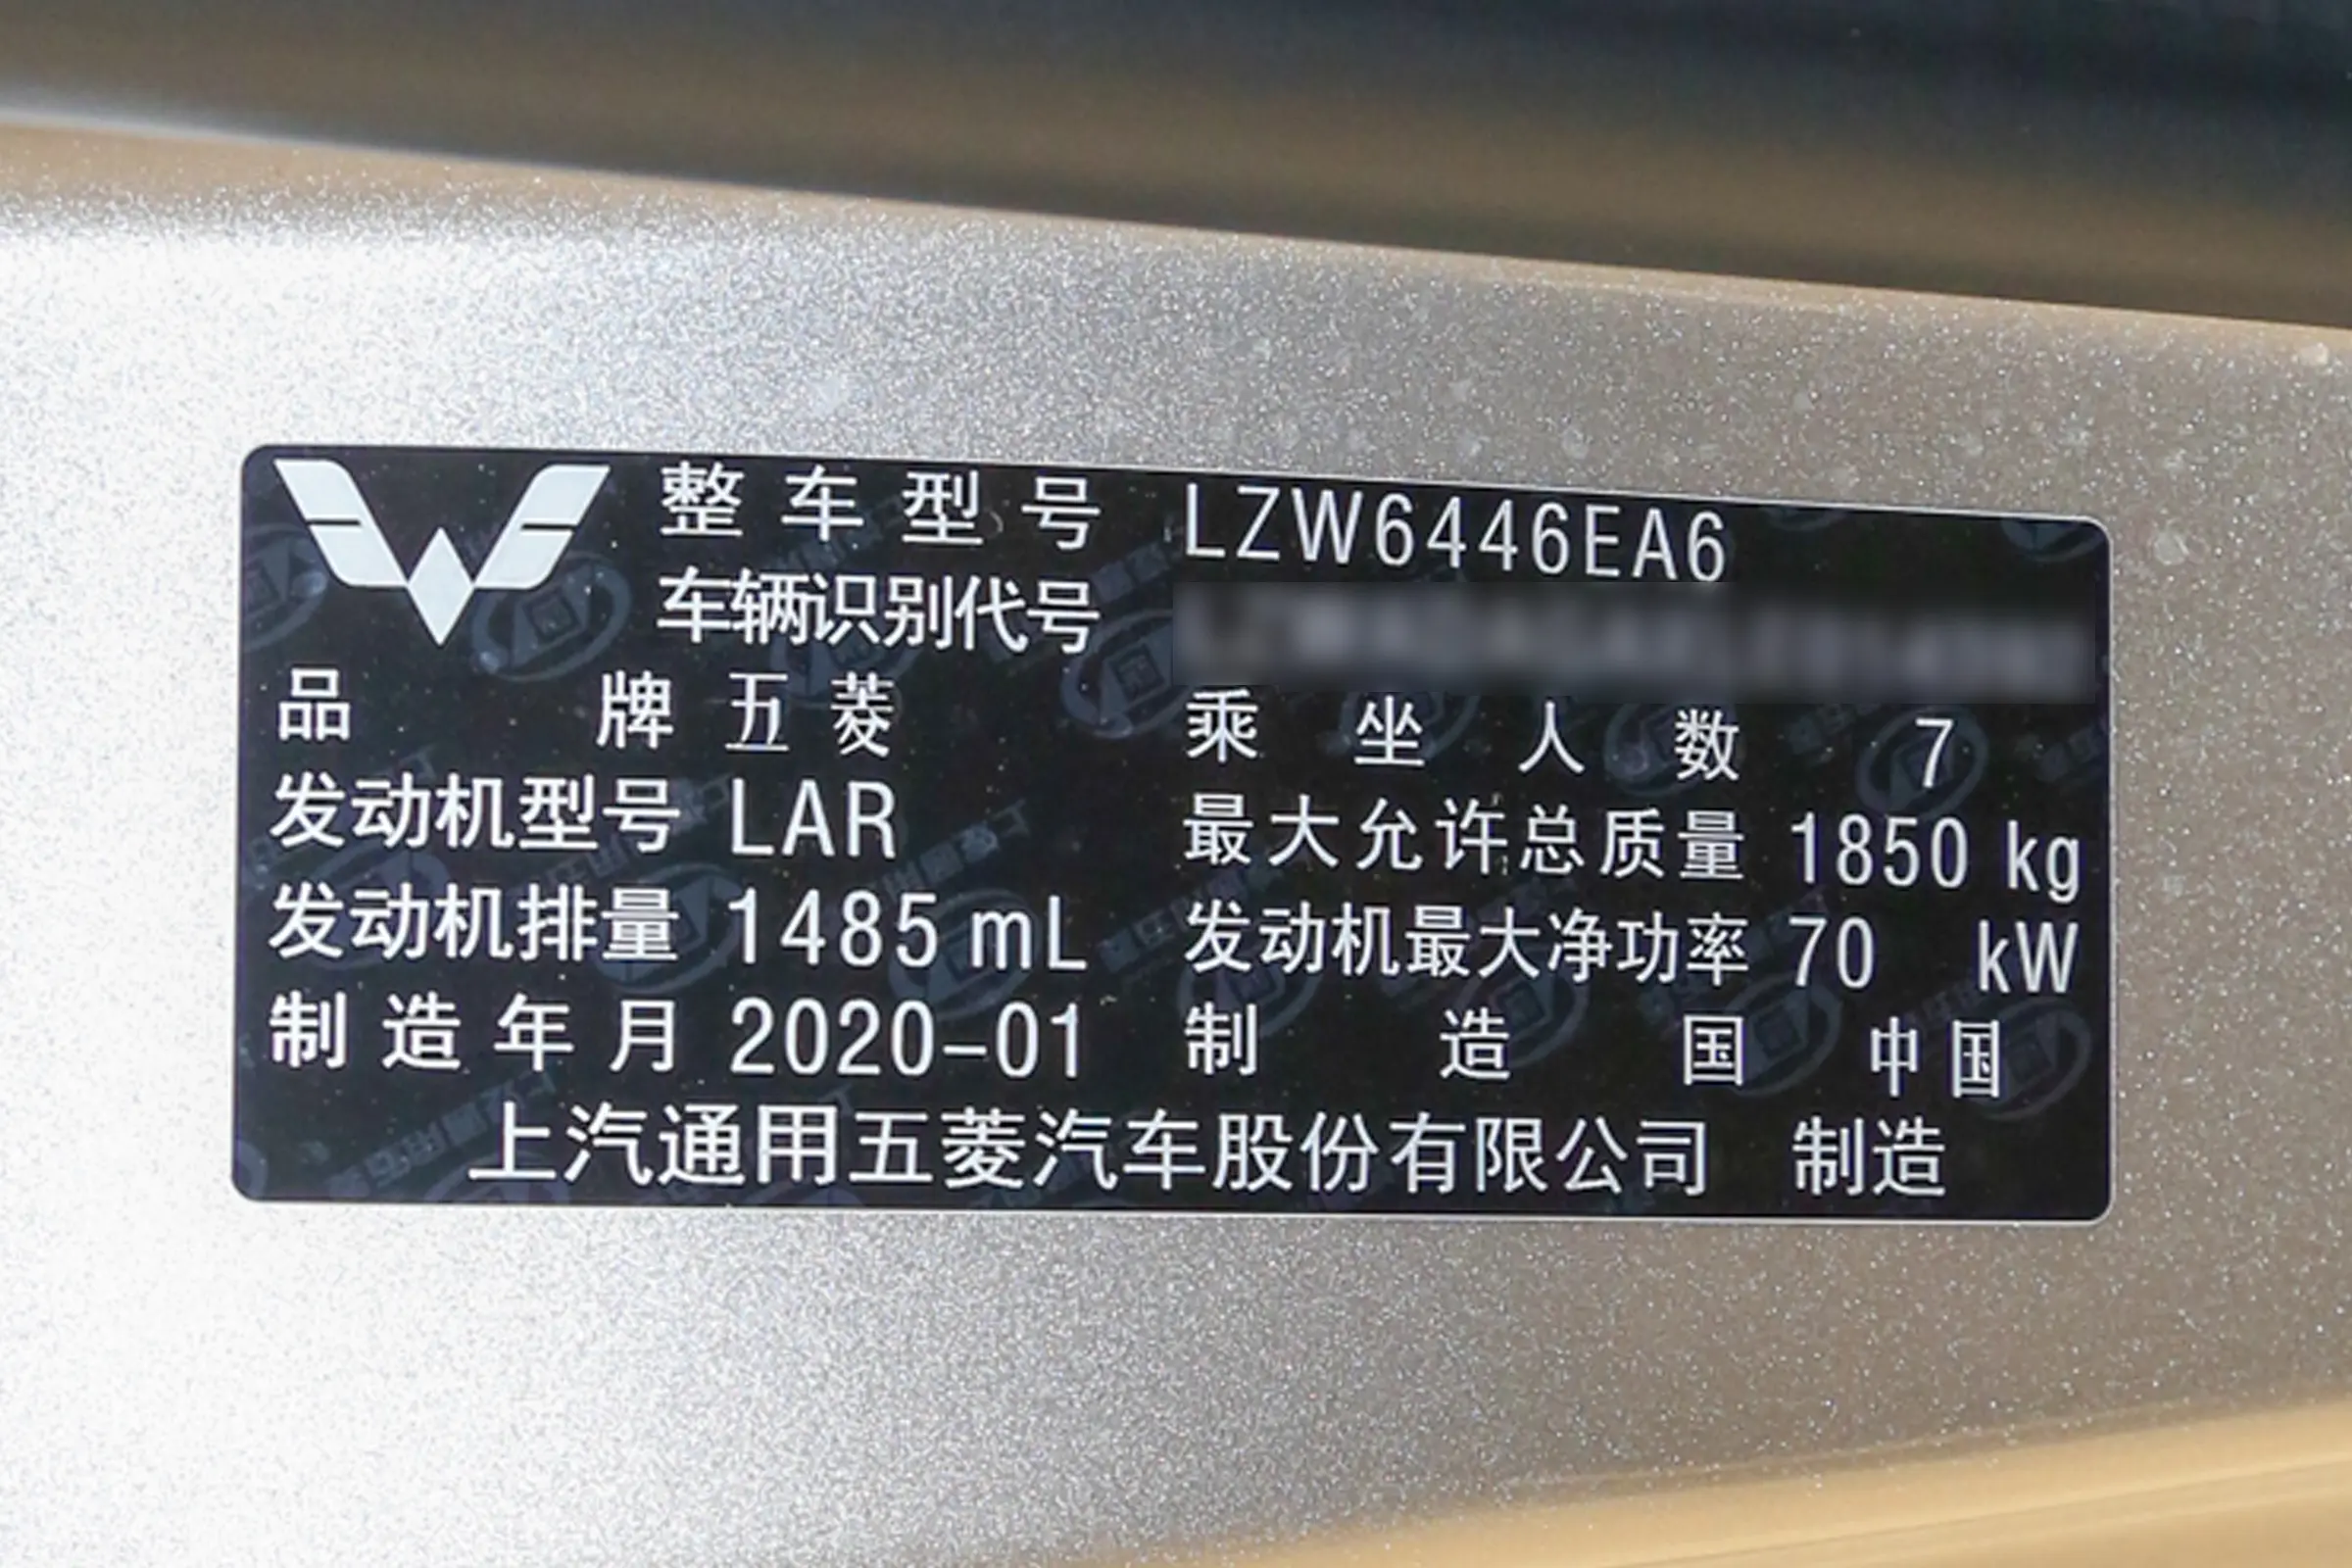 整车型号 LZW6446EA6
车辆识别代号
品牌 五菱 乘坐人数 7
发动机型号 LAR 最大允许总质量 1850 kg
发动机排量 1485 mL 发动机最大净功率 70 kW
制造年月 2020-01 制造国 中国
上汽通用五菱汽车股份有限公司 制造